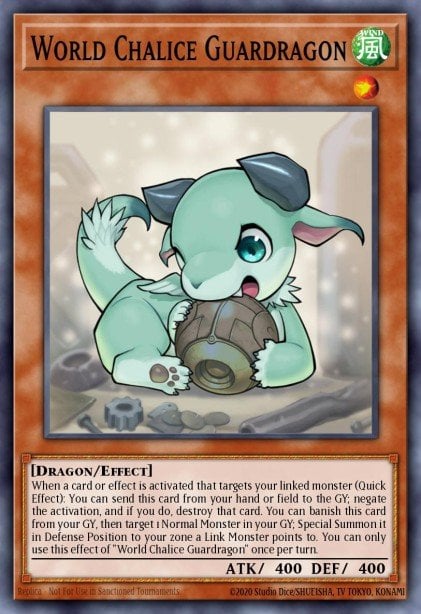 World Chalice Guardragon
WIND
風
[Dragon/Effect]
When a card or effect is activated that targets your linked monster (Quick
Effect): You can send this card from your hand or field to the GY; negate
the activation, and if you do, destroy that card. You can banish this card
from your GY, then target 1 Normal Monster in your GY; Special Summon it
in Defense Position to your zone a Link Monster points to. You can only
use this effect of "World Chalice Guardragon" once per turn.
ATK/ 400 DEF/ 400
Replica - Not For Use in Sanctioned Tournaments
©2020 Studio Dice/SHUEISHA, TV TOKYO, KONAMI